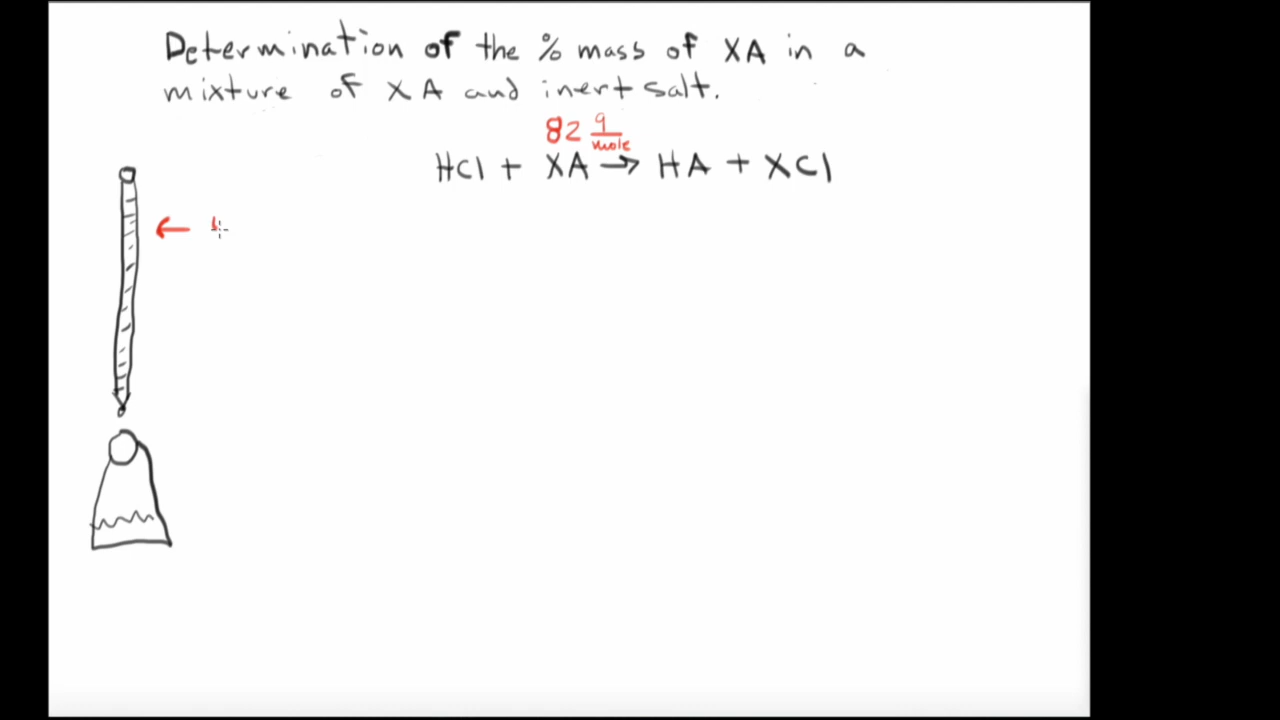 Determination of the % mass of XA in a
mixture of XA and inert salt.
82 g/mole
HCl + XA → HA + XCl
←